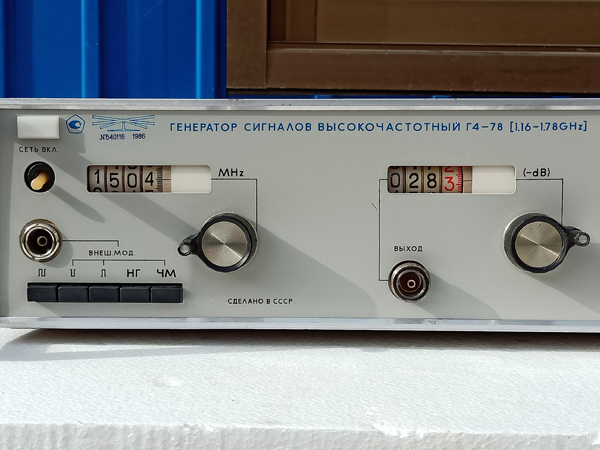 ГЕНЕРАТОР СИГНАЛОВ ВЫСОКОЧАСТОТНЫЙ Г4-78 [1,16-1,78GHz]
№540116 1986
СЕТЬ ВКЛ.
1504 MHz
0283 (-dB)
ВНЕШ.МОД
НГ ЧМ
ВЫХОД
СДЕЛАНО В СССР